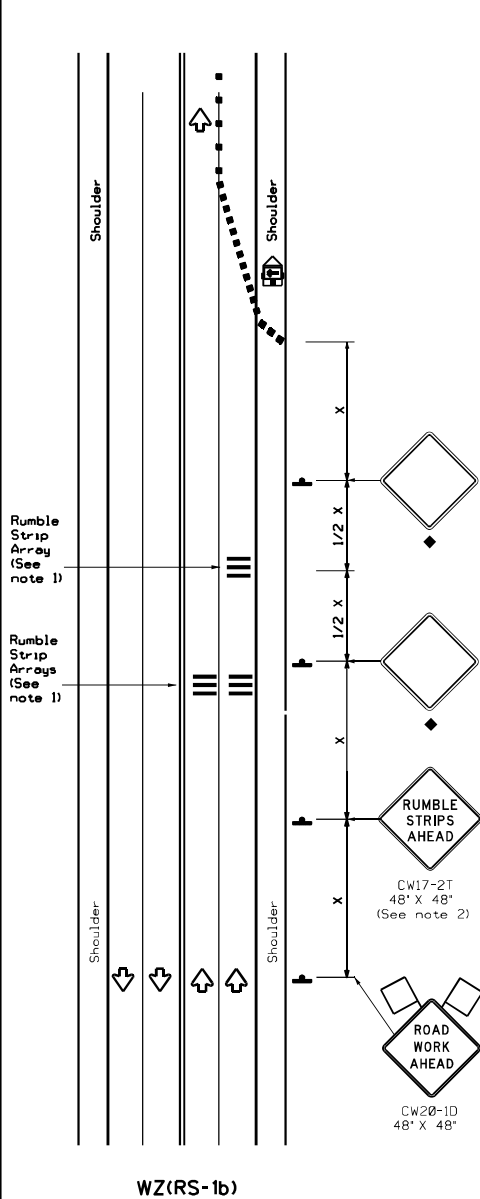 Shoulder
Shoulder
X
1/2 X
Rumble
Strip
Array
(See
note 1)
1/2 X
Rumble
Strip
Arrays
(See
note 1)
X
RUMBLE
STRIPS
AHEAD
CW17-2T
48" X 48"
(See note 2)
X
Shoulder
Shoulder
ROAD
WORK
AHEAD
CW20-1D
48" X 48"
WZ(RS-1b)